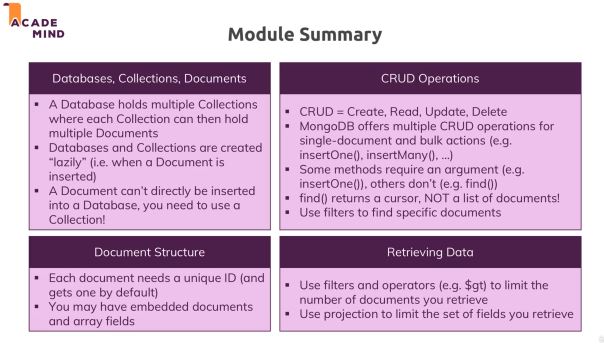 ACADE
MIND
Module Summary
Databases, Collections, Documents
▪ A Database holds multiple Collections
where each Collection can then hold
multiple Documents
▪ Databases and Collections are created
“lazily” (i.e. when a Document is
inserted)
▪ A Document can’t directly be inserted
into a Database, you need to use a
Collection!
CRUD Operations
▪ CRUD = Create, Read, Update, Delete
▪ MongoDB offers multiple CRUD operations for
single-document and bulk actions (e.g.
insertOne(), insertMany(), …)
▪ Some methods require an argument (e.g.
insertOne()), others don’t (e.g. find())
▪ find() returns a cursor, NOT a list of documents!
▪ Use filters to find specific documents
Document Structure
▪ Each document needs a unique ID (and
gets one by default)
▪ You may have embedded documents
and array fields
Retrieving Data
▪ Use filters and operators (e.g. $gt) to limit the
number of documents you retrieve
▪ Use projection to limit the set of fields you retrieve